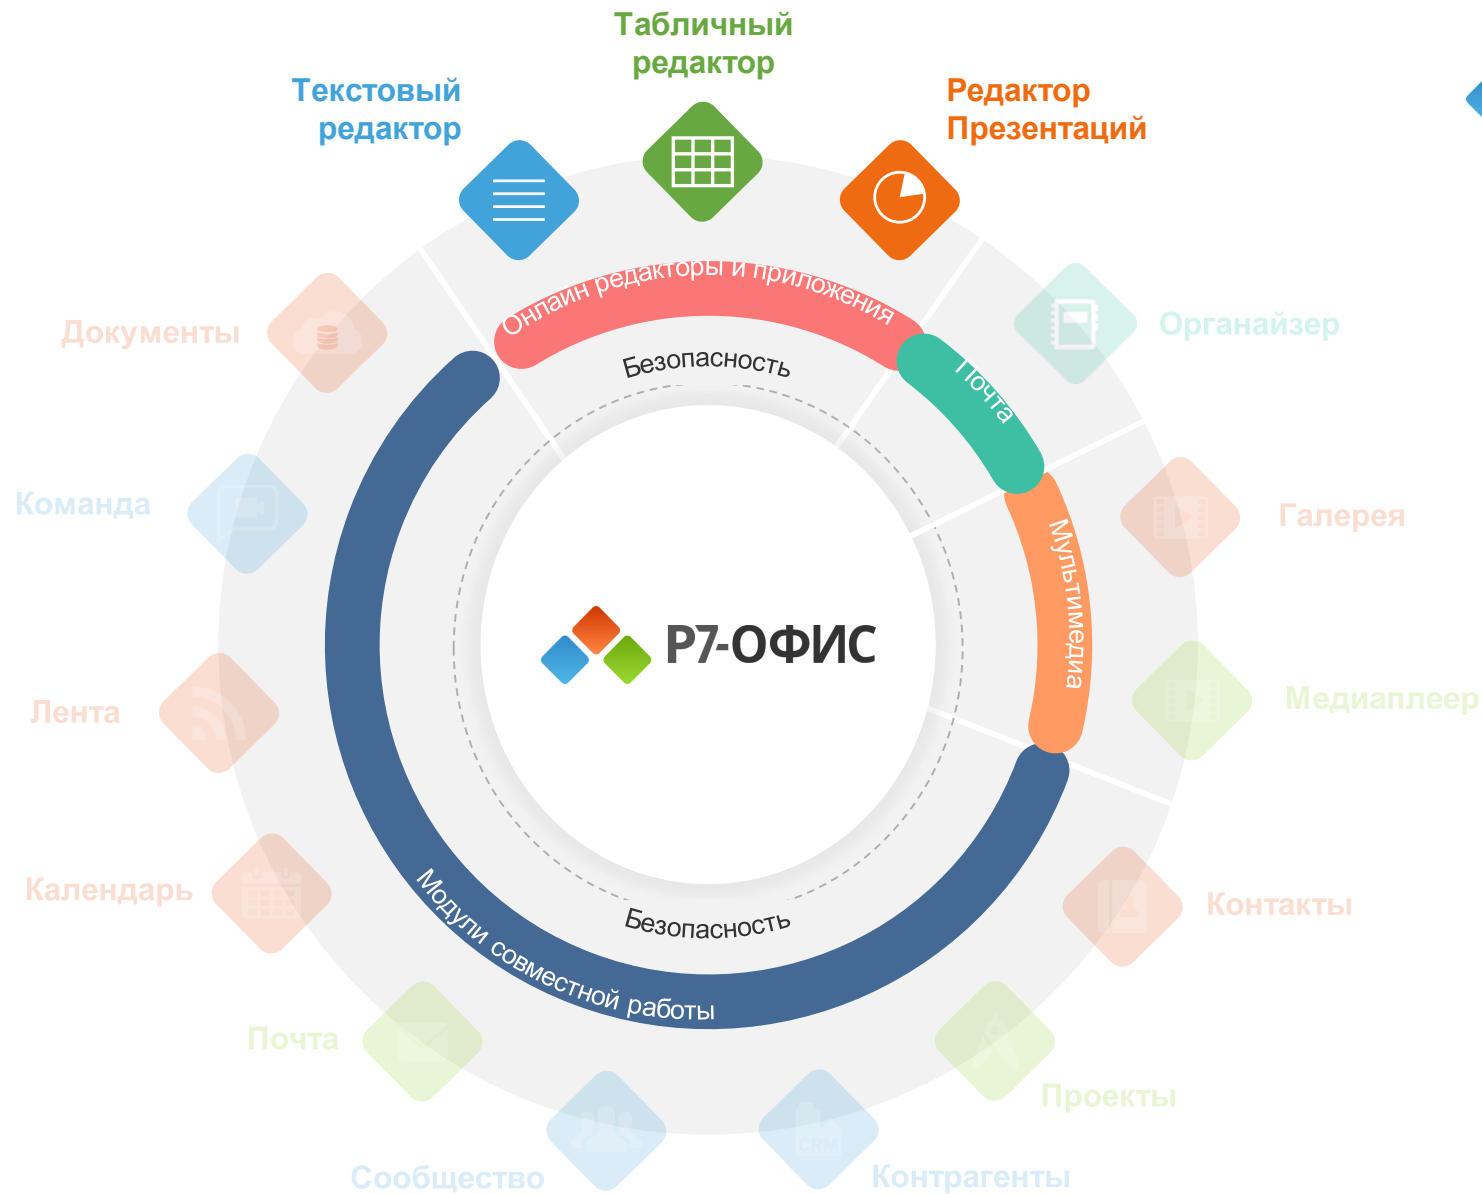 Табличный
редактор
Текстовый
редактор
Редактор
Презентаций
Онлайн редакторы и приложения
Безопасность
Почта
Органайзер
Документы
Команда
Мультимедиа
Галерея
Р7-ОФИС
Лента
Медиаплеер
Календарь
Контакты
Модули совместной работы
Безопасность
Почта
Проекты
CRM
Сообщество
Контрагенты